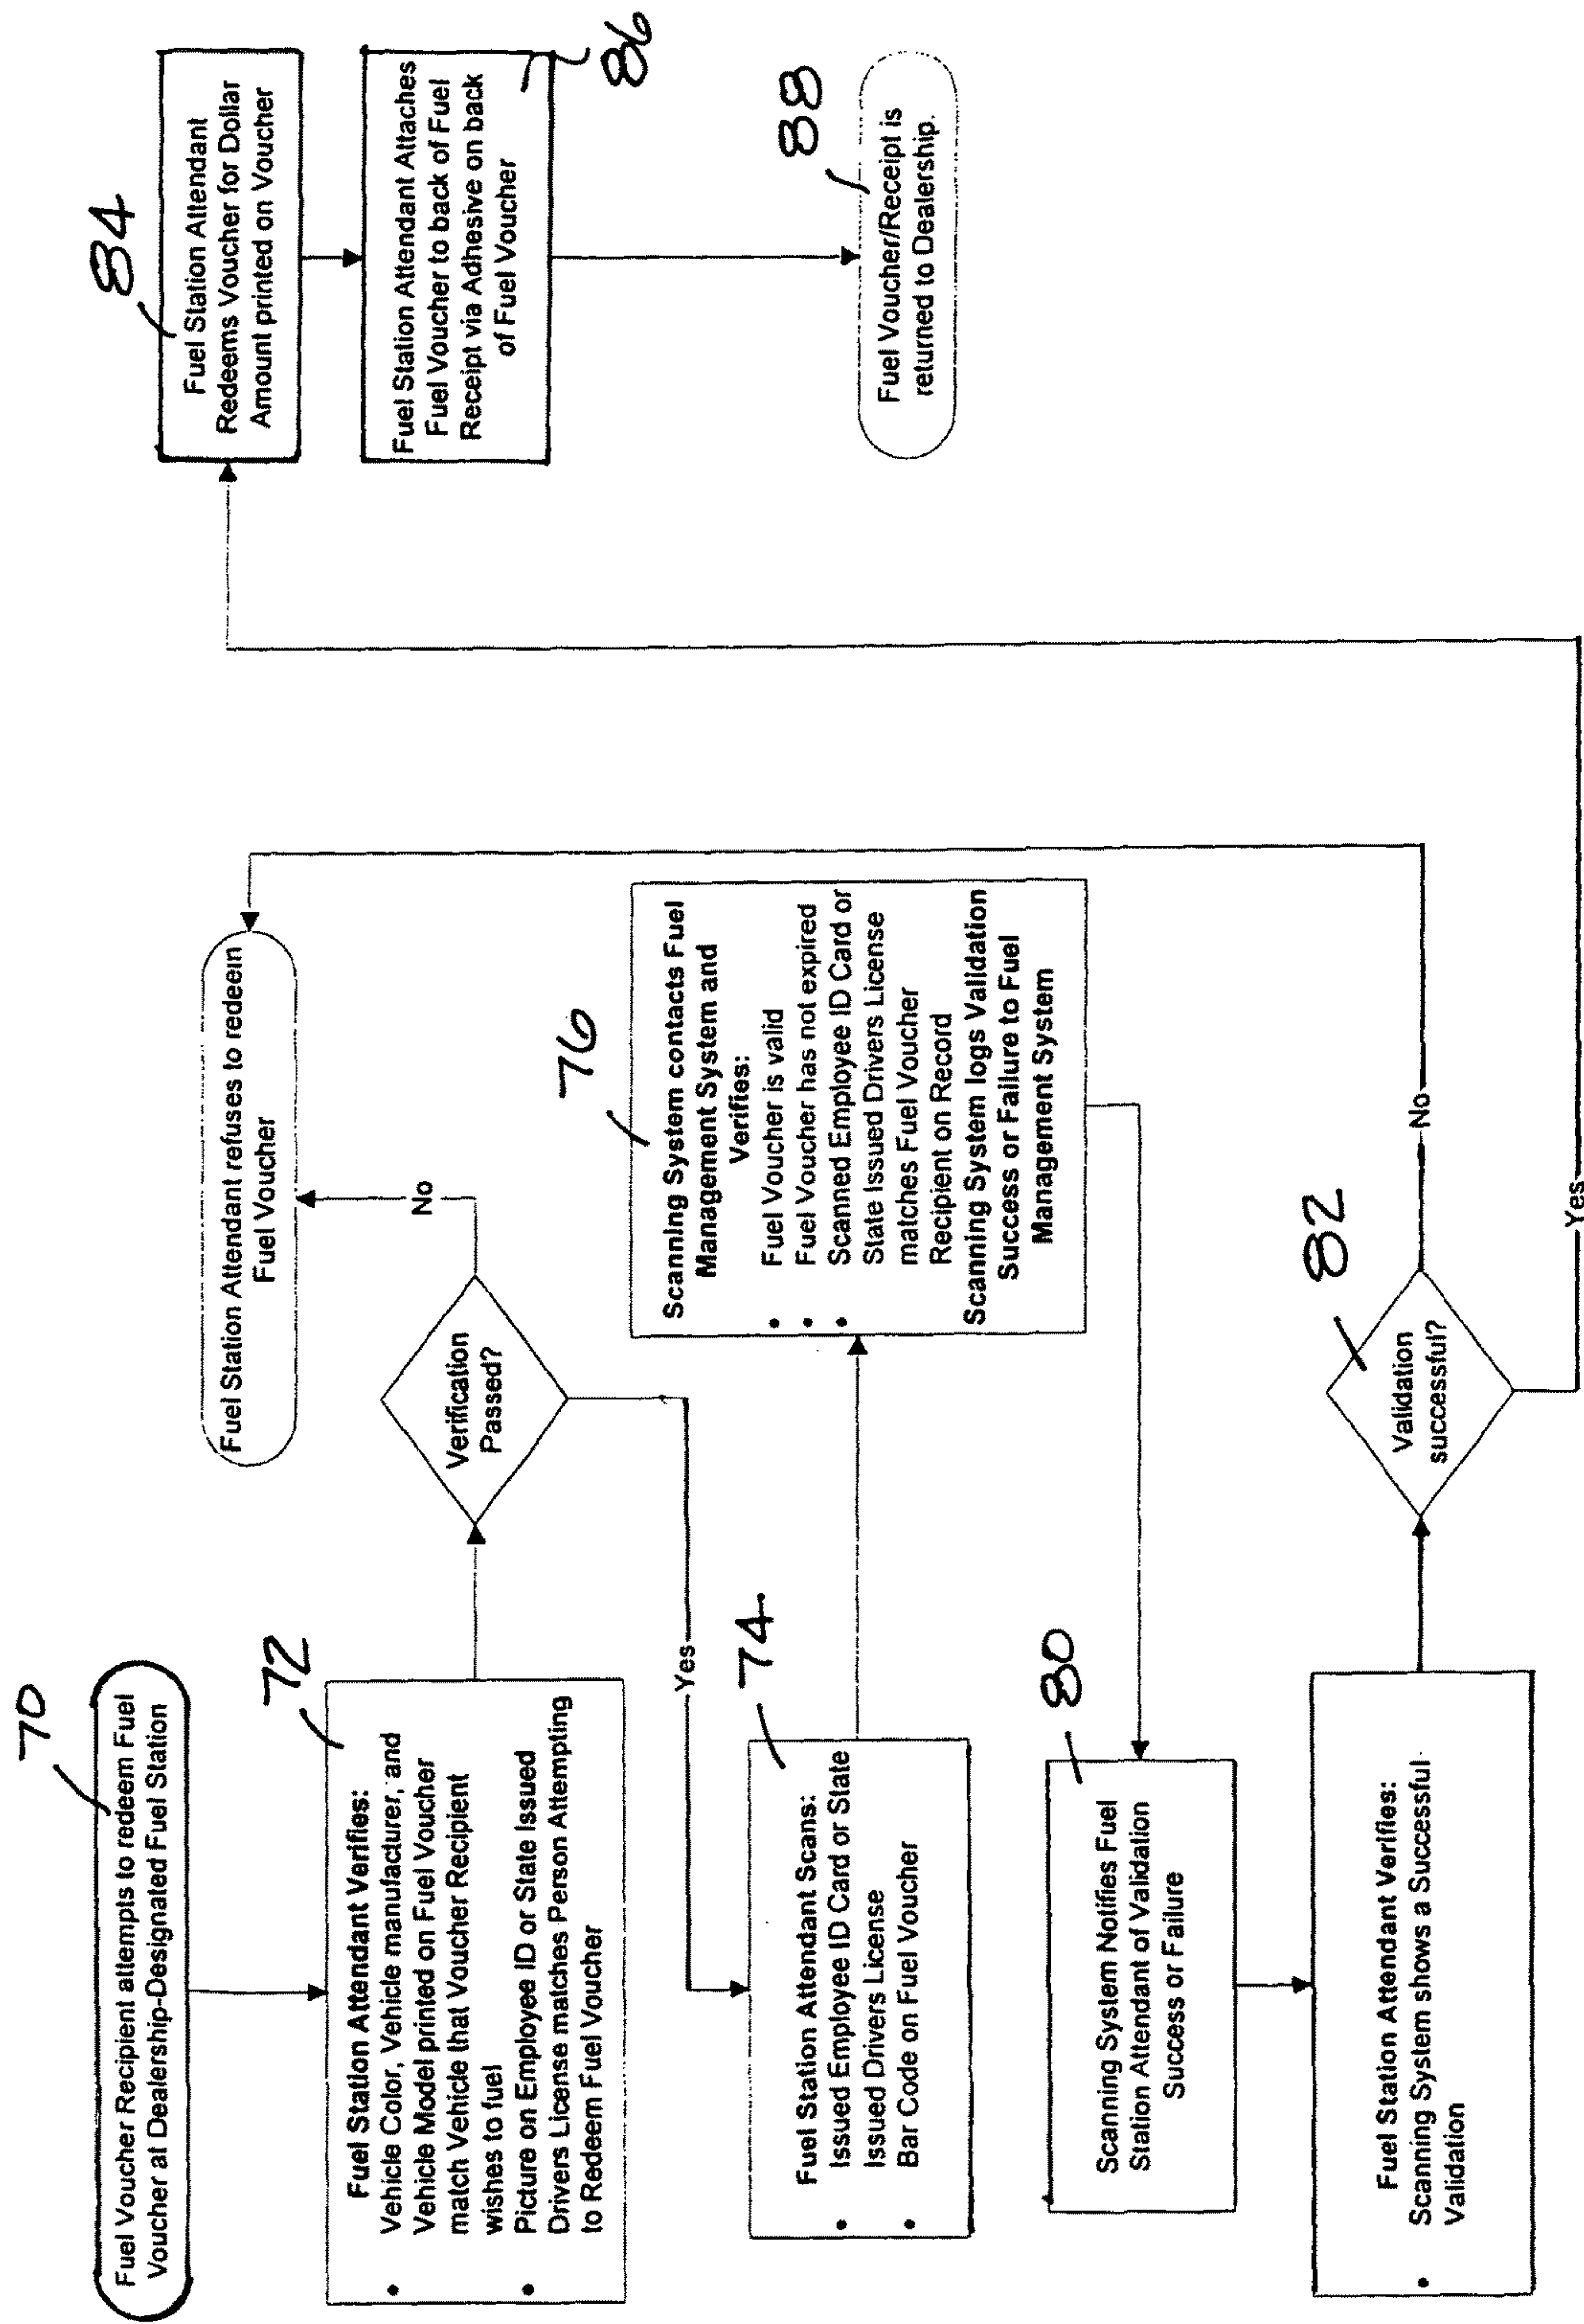 70
Fuel Voucher Recipient attempts to redeem Fuel
Voucher at Dealership-Designated Fuel Station
72
Fuel Station Attendant Verifies:
• Vehicle Color, Vehicle manufacturer, and
Vehicle Model printed on Fuel Voucher
match Vehicle that Voucher Recipient
wishes to fuel
• Picture on Employee ID or State Issued
Drivers License matches Person Attempting
to Redeem Fuel Voucher
Verification
Passed?
No
Fuel Station Attendant refuses to redeem
Fuel Voucher
Yes
74
Fuel Station Attendant Scans:
• Issued Employee ID Card or State
Issued Drivers License
• Bar Code on Fuel Voucher
76
Scanning System contacts Fuel
Management System and
Verifies:
• Fuel Voucher is valid
• Fuel Voucher has not expired
• Scanned Employee ID Card or
State Issued Drivers License
matches Fuel Voucher
Recipient on Record
Scanning System logs Validation
Success or Failure to Fuel
Management System
80
Scanning System Notifies Fuel
Station Attendant of Validation
Success or Failure
Fuel Station Attendant Verifies:
• Scanning System shows a Successful
Validation
82
Validation
successful?
No
Yes
84
Fuel Station Attendant
Redeems Voucher for Dollar
Amount printed on Voucher
86
Fuel Station Attendant Attaches
Fuel Voucher to back of Fuel
Receipt via Adhesive on back
of Fuel Voucher
88
Fuel Voucher/Receipt is
returned to Dealership.